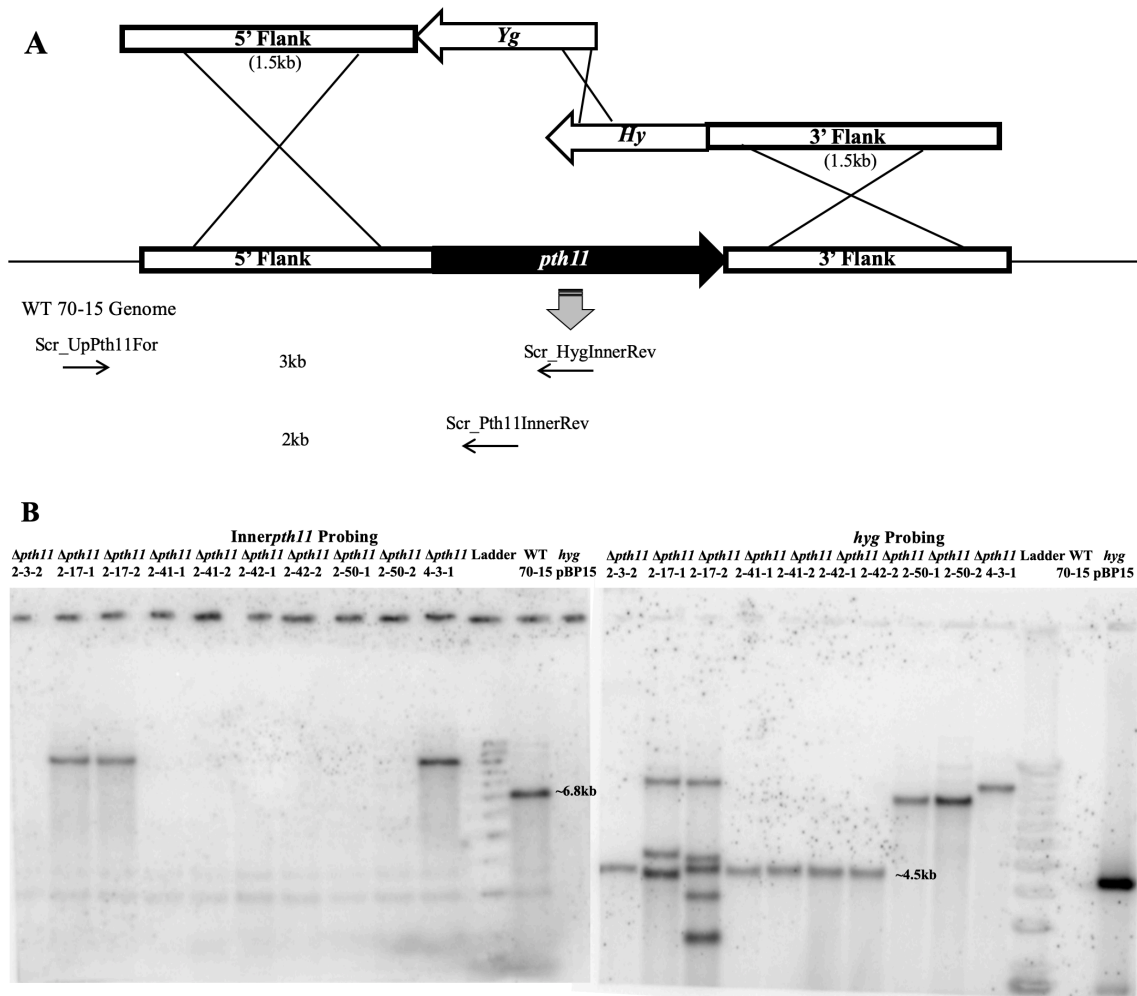 A
5’ Flank
(1.5kb)
Yg
Hy
3’ Flank
(1.5kb)
5’ Flank
pth11
3’ Flank
WT 70-15 Genome
Scr_UpPth11For
3kb
Scr_HygInnerRev
Scr_Pth11InnerRev
2kb
B
Innerpth11 Probing
Δpth11 Δpth11 Δpth11 Δpth11 Δpth11 Δpth11 Δpth11 Δpth11 Δpth11 Δpth11 Ladder WT hyg
2-3-2 2-17-1 2-17-2 2-41-1 2-41-2 2-42-1 2-42-2 2-50-1 2-50-2 4-3-1 70-15 pBP15
~6.8kb
hyg Probing
Δpth11 Δpth11 Δpth11 Δpth11 Δpth11 Δpth11 Δpth11 Δpth11 Δpth11 Δpth11 Ladder WT hyg
2-3-2 2-17-1 2-17-2 2-41-1 2-41-2 2-42-1 2-42-2 2-50-1 2-50-2 4-3-1 70-15 pBP15
~4.5kb